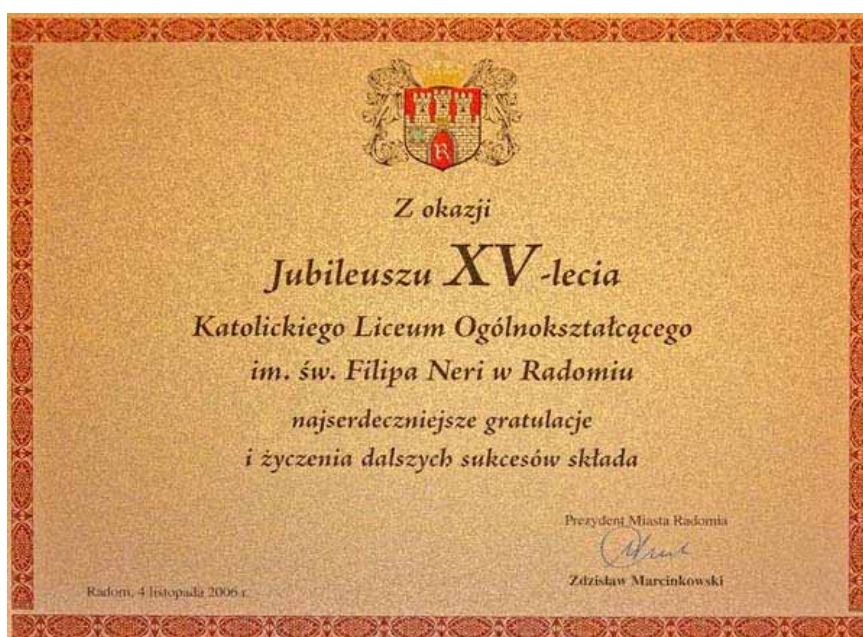 R
Z okazji
Jubileuszu XV-lecia
Katolickiego Liceum Ogólnokształcącego
im. św. Filipa Neri w Radomiu
najserdeczniejsze gratulacje
i życzenia dalszych sukcesów składa
Prezydent Miasta Radomia
Zdzisław Marcinkowski
Radom, 4 listopada 2006 r.